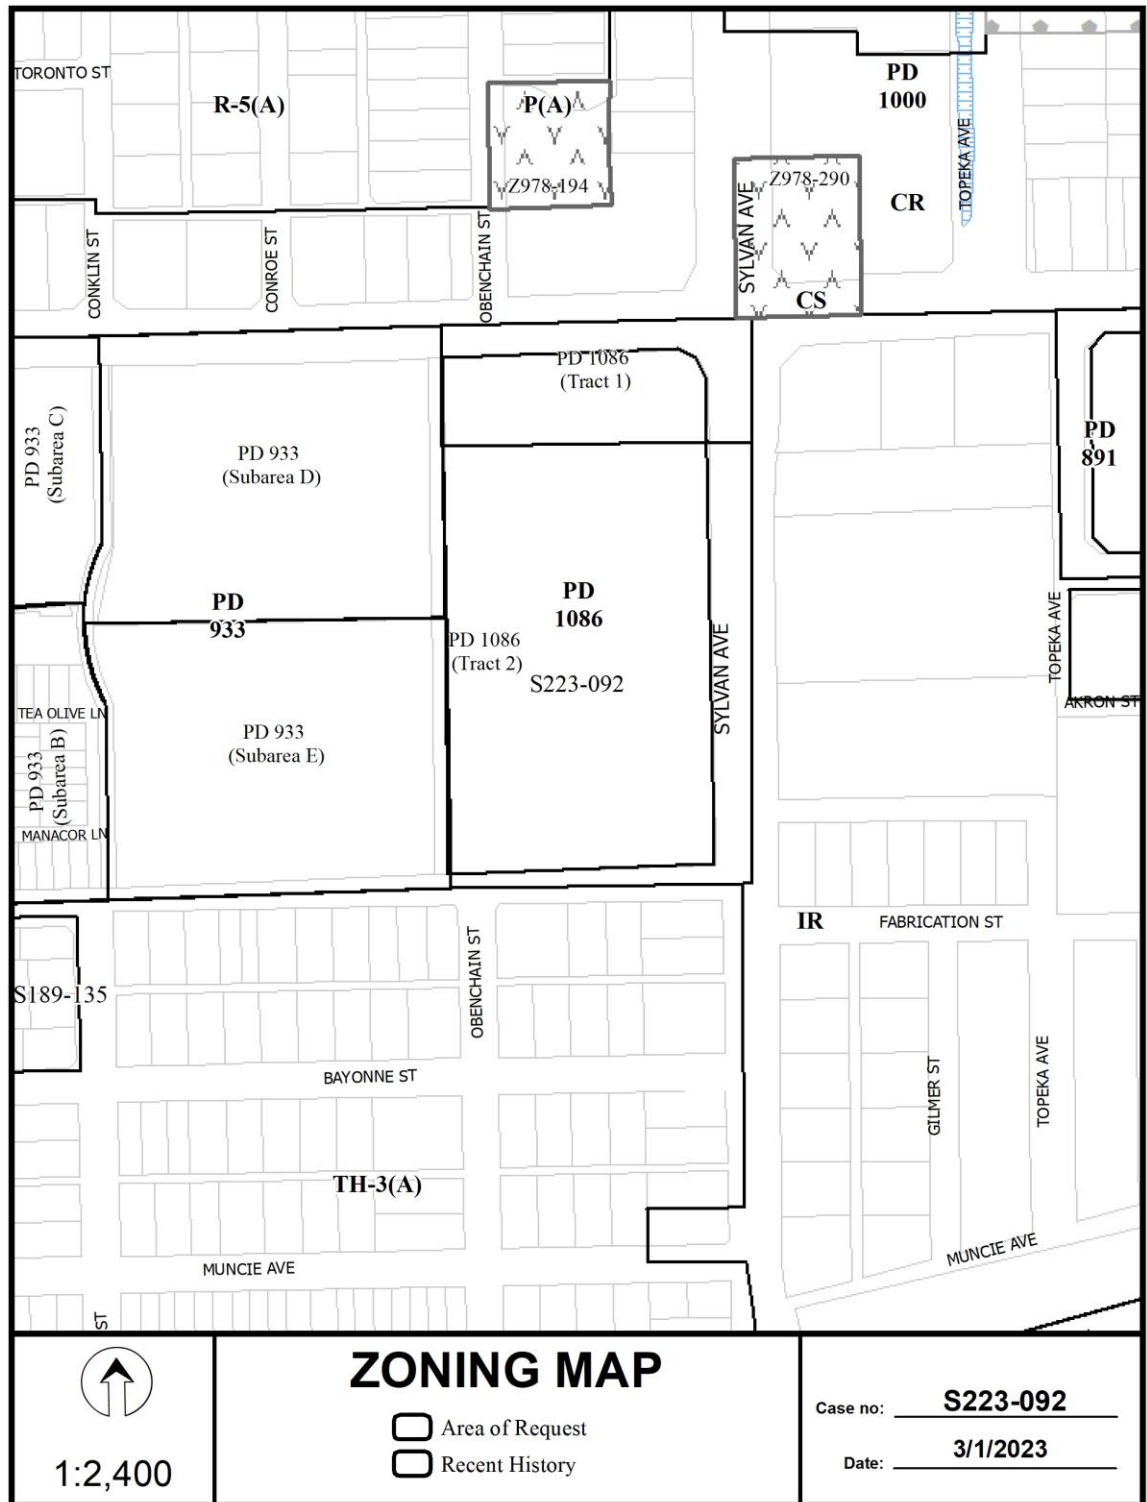 TORONTO ST
R-5(A)
P(A)
Z978-194
PD
1000
TOPEKA AVE
Z978-290
CR
SYLVAN AVE
CS
CONKLIN ST
CONROE ST
OBENCHAIN ST
PD 1086
(Tract 1)
PD 933
(Subarea C)
PD 933
(Subarea D)
PD
891
PD
933
PD
1086
PD 1086
(Tract 2)
S223-092
SYLVAN AVE
TOPEKA AVE
AKRON ST
TEA OLIVE LN
PD 933
(Subarea B)
PD 933
(Subarea E)
MANACOR LN
IR
FABRICATION ST
S189-135
OBENCHAIN ST
BAYONNE ST
GILMER ST
TOPEKA AVE
TH-3(A)
MUNCIE AVE
MUNCIE AVE
ST
1:2,400
ZONING MAP
Area of Request
Recent History
Case no: S223-092
Date: 3/1/2023